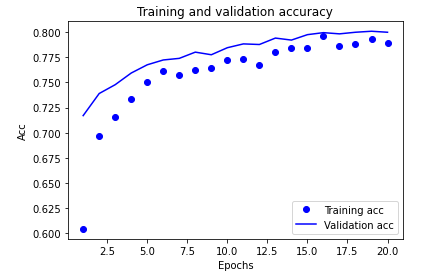 Training and validation accuracy
0.800
0.775
0.750
0.725
0.700
0.675
0.650
0.625
0.600
Acc
Training acc
Validation acc
2.5 5.0 7.5 10.0 12.5 15.0 17.5 20.0
Epochs